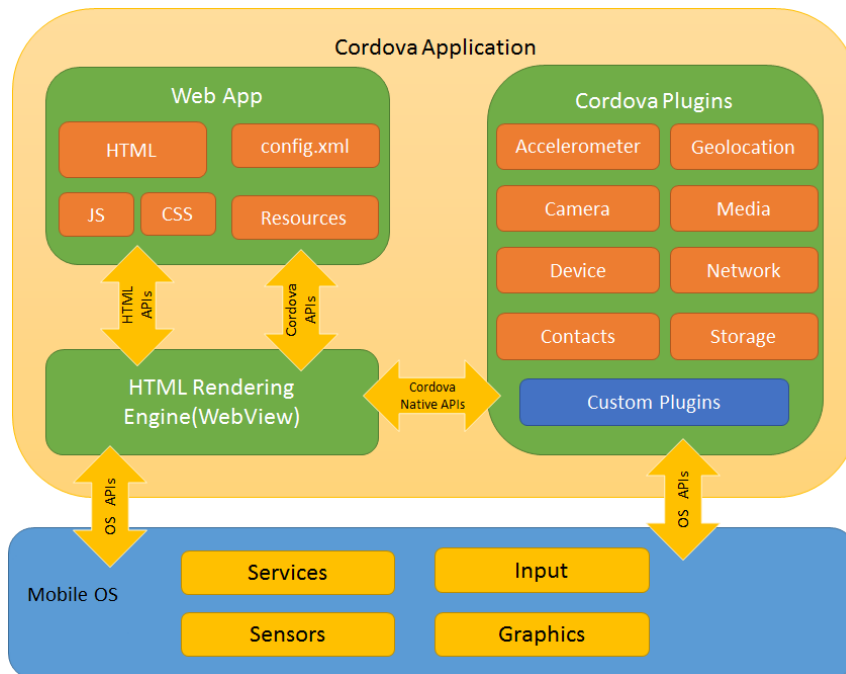 Cordova Application
Web App
HTML
config.xml
JS
CSS
Resources
HTML
APIs
Cordova
APIs
HTML Rendering
Engine(WebView)
Cordova
Native APIs
Cordova Plugins
Accelerometer
Geolocation
Camera
Media
Device
Network
Contacts
Storage
Custom Plugins
OS APIs
OS APIs
Mobile OS
Services
Input
Sensors
Graphics